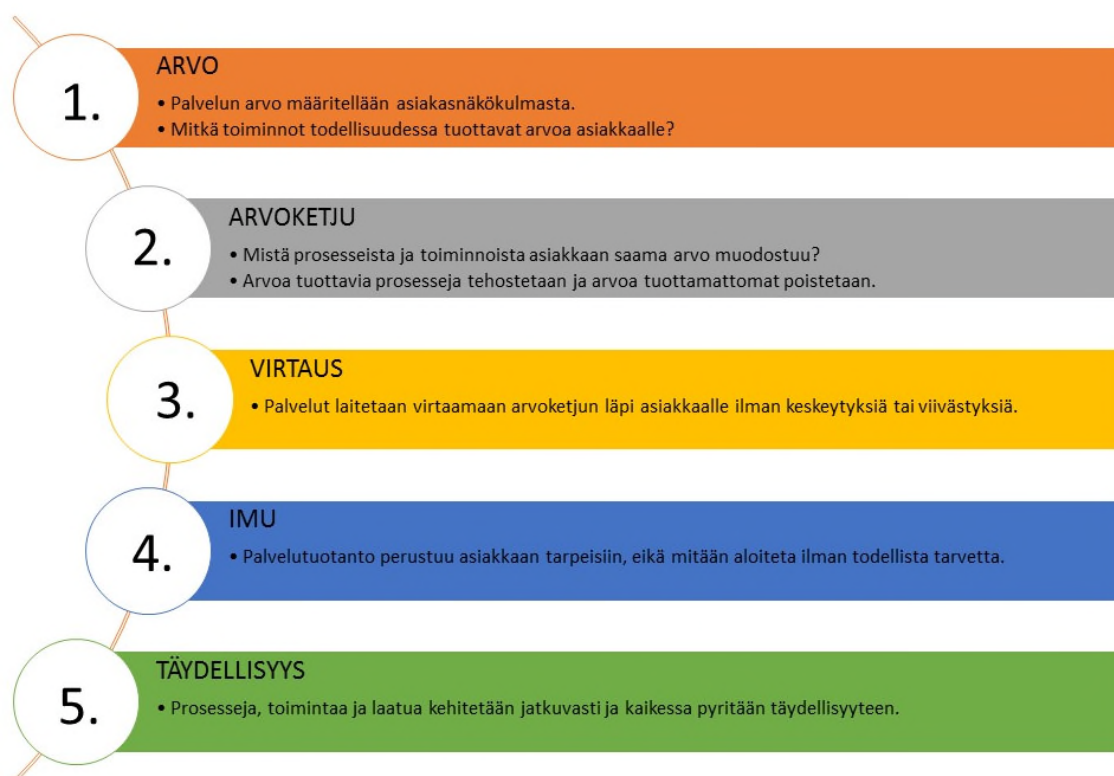 1.
ARVO
• Palvelun arvo määritellään asiakasnäkökulmasta.
• Mitkä toiminnot todellisuudessa tuottavat arvoa asiakkaalle?
2.
ARVOKETJU
• Mistä prosesseista ja toiminnoista asiakkaan saama arvo muodostuu?
• Arvoa tuottavia prosesseja tehostetaan ja arvoa tuottamattomat poistetaan.
3.
VIRTAUS
• Palvelut laitetaan virtaamaan arvoketjun läpi asiakkaalle ilman keskeytyksiä tai viivästyksiä.
4.
IMU
• Palvelutuotanto perustuu asiakkaan tarpeisiin, eikä mitään aloiteta ilman todellista tarvetta.
5.
TÄYDELLISYYS
• Prosesseja, toimintaa ja laatua kehitetään jatkuvasti ja kaikessa pyritään täydellisyyteen.